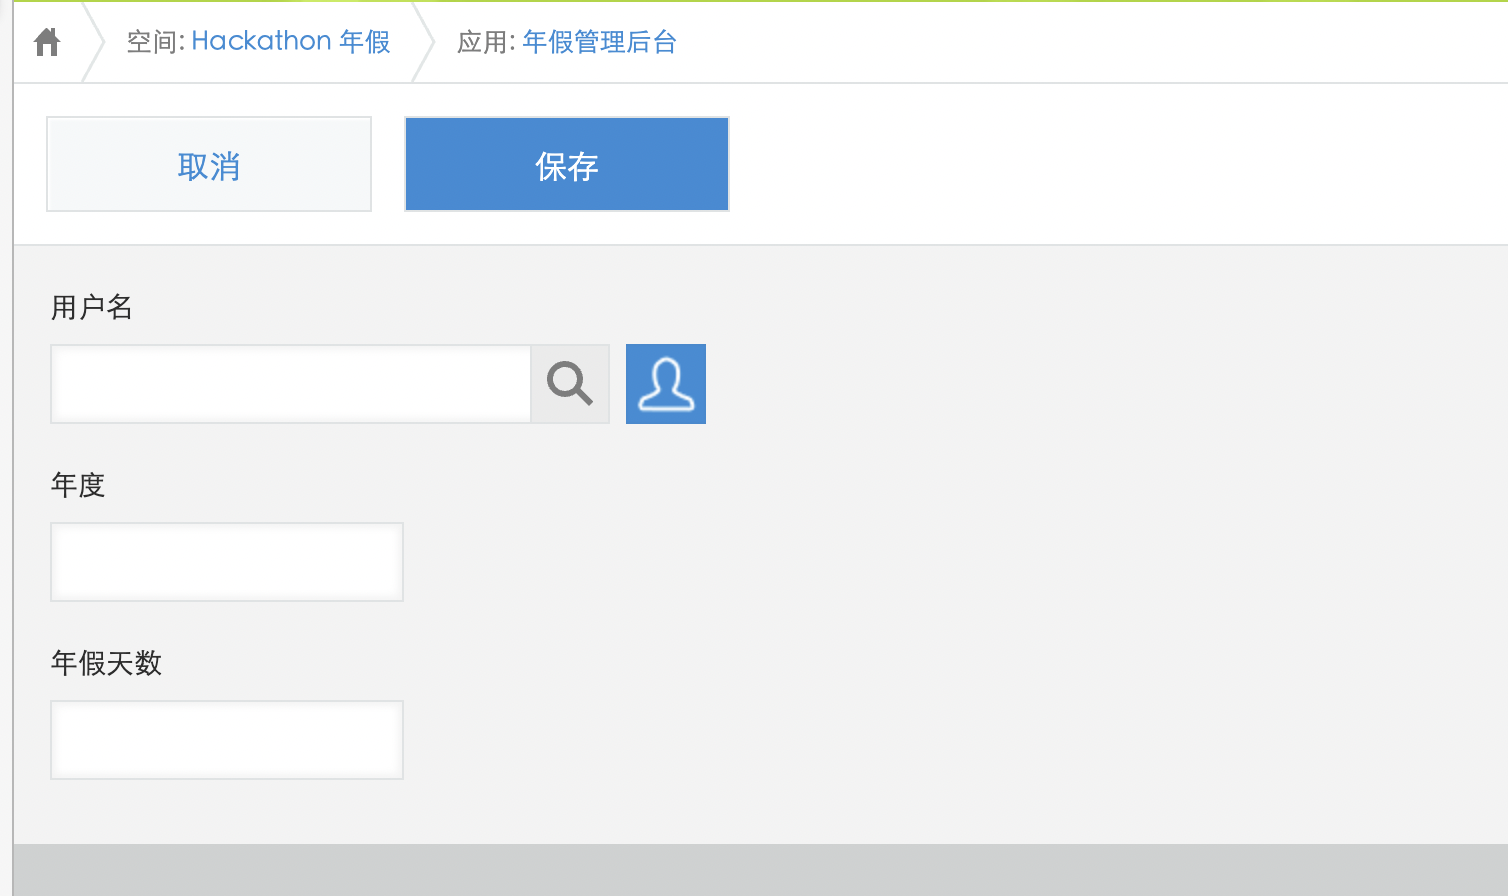 空间: Hackathon 年假 应用: 年假管理后台
取消 保存
用户名
年度
年假天数